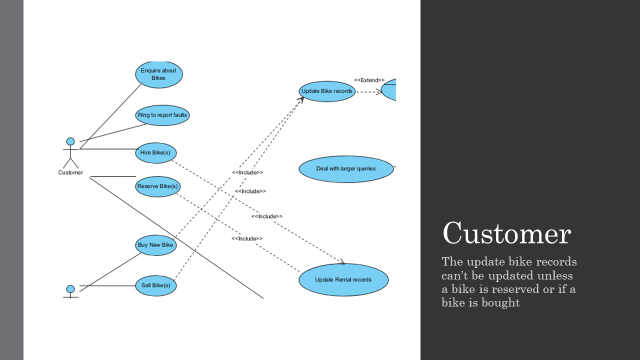 Enquire about
Bikes
Ring to report faults
Hire Bike(s)
Customer
Reserve Bike(s)
Buy New Bike
Sell Bike(s)
Update Bike records
<<Extend>>
Deal with larger queries
<<Include>>
<<Include>>
<<Include>>
<<Include>>
Update Rental records
Customer
The update bike records
can’t be updated unless
a bike is reserved or if a
bike is bought